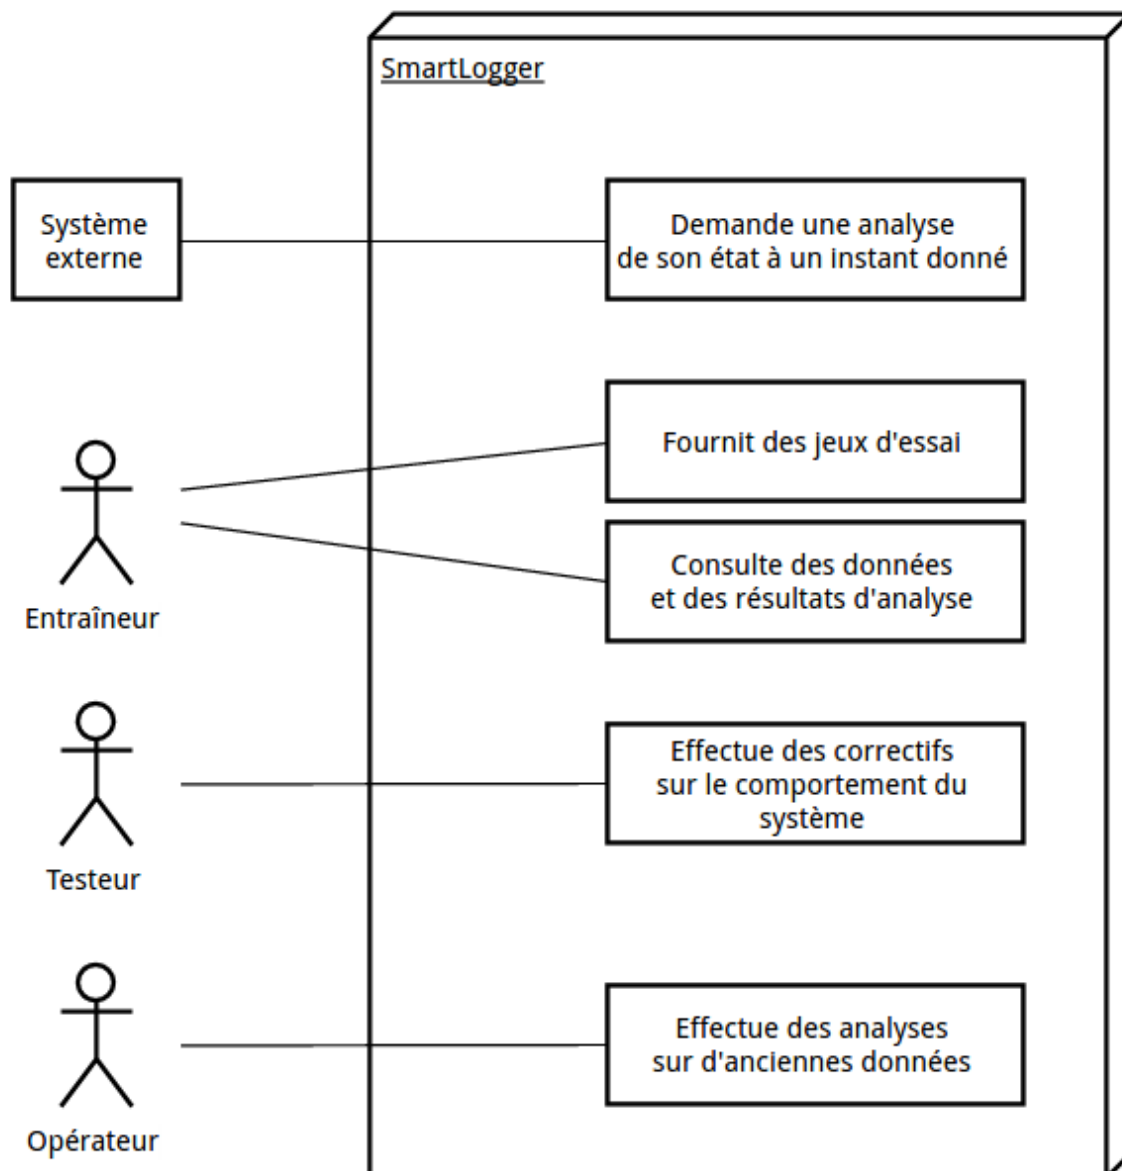 SmartLogger
Système
externe
Demande une analyse
de son état à un instant donné
Fournit des jeux d'essai
Entraîneur
Consulte des données
et des résultats d'analyse
Testeur
Effectue des correctifs
sur le comportement du
système
Opérateur
Effectue des analyses
sur d'anciennes données